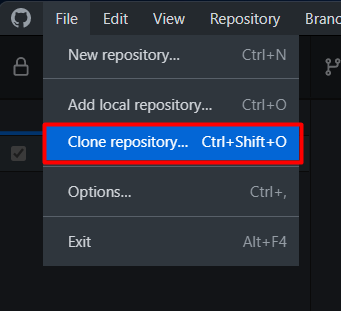 File Edit View Repository Branc
New repository... Ctrl+N
Add local repository... Ctrl+O
Clone repository... Ctrl+Shift+O
Options... Ctrl+,
Exit Alt+F4